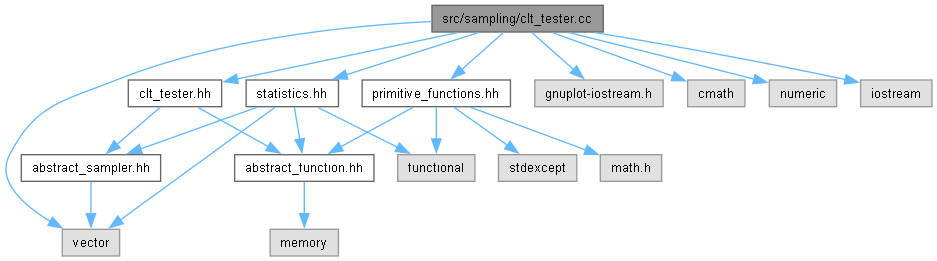 src/sampling/clt_tester.cc
clt_tester.hh
statistics.hh
primitive_functions.hh
gnuplot-iostream.h
cmath
numeric
iostream
abstract_sampler.hh
abstract_function.hh
functional
stdexcept
math.h
vector
memory